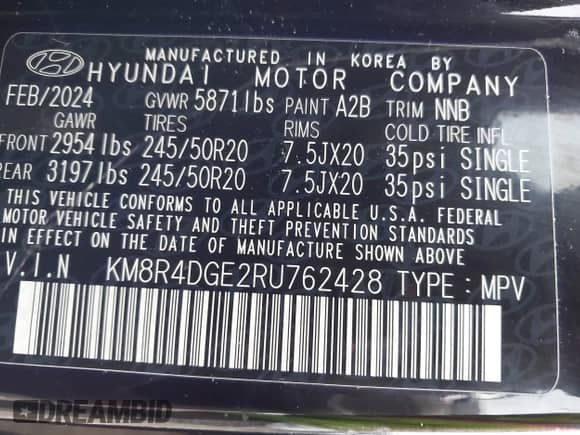 MANUFACTURED IN KOREA BY
HYUNDAI MOTOR COMPANY
FEB/2024 GVWR 5871lbs PAINT A2B TRIM NNB
GAWR TIRES RIMS COLD TIRE INFL
FRONT 2954lbs 245/50R20 7.5JX20 35psi SINGLE
REAR 3197lbs 245/50R20 7.5JX20 35psi SINGLE
THIS VEHICLE CONFORMS TO ALL APPLICABLE U.S.A. FEDERAL
MOTOR VEHICLE SAFETY AND THEFT PREVENTION STANDARDS
IN EFFECT ON THE DATE OF MANUFACTURE SHOWN ABOVE
V.I.N KM8R4DGE2RU762428 TYPE : MPV
DREAMBID